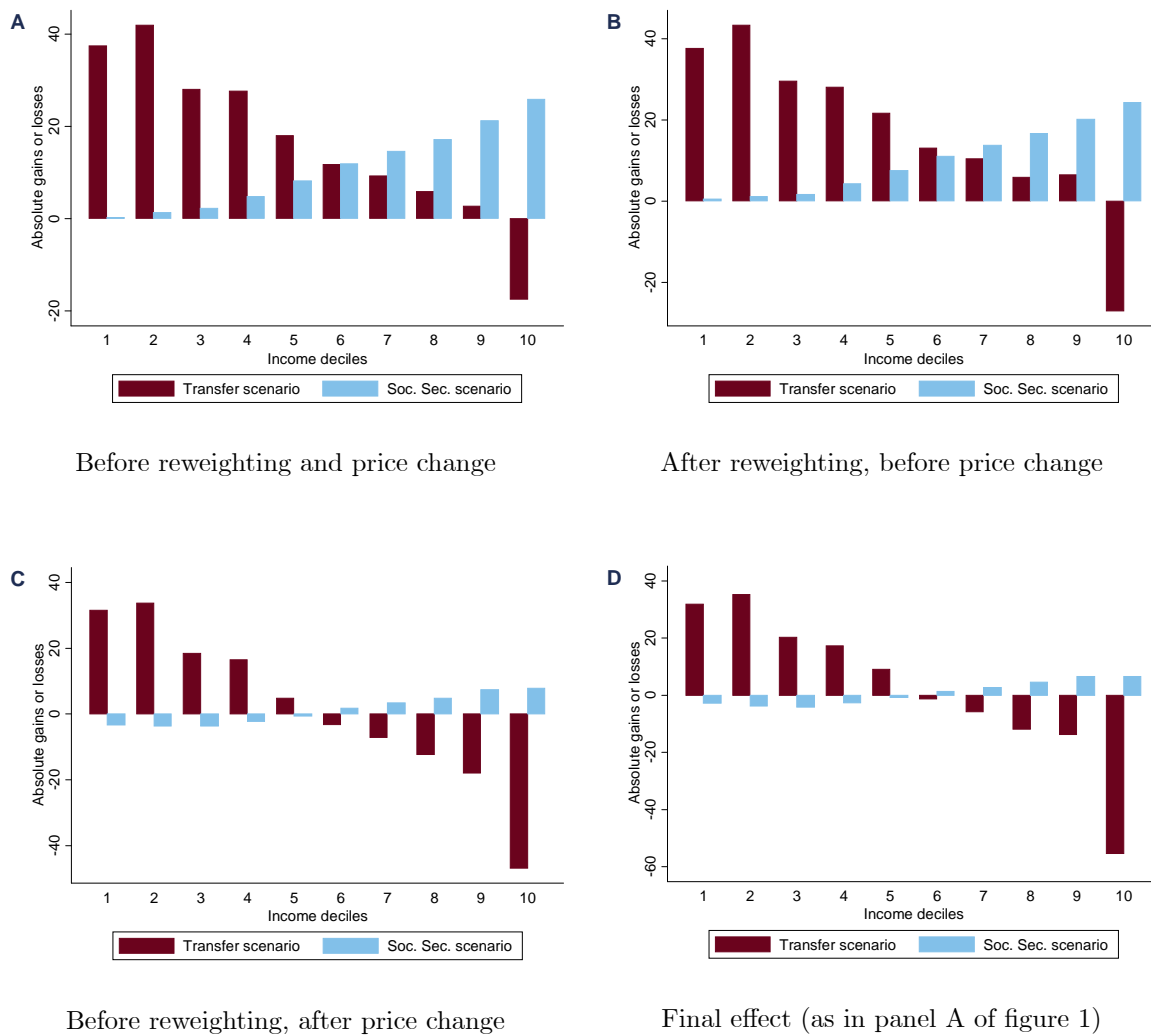 A
Absolute gains or losses
40
20
0
-20
1 2 3 4 5 6 7 8 9 10
Income deciles
Transfer scenario Soc. Sec. scenario
Before reweighting and price change
B
Absolute gains or losses
40
20
0
-20
1 2 3 4 5 6 7 8 9 10
Income deciles
Transfer scenario Soc. Sec. scenario
After reweighting, before price change
C
Absolute gains or losses
40
20
0
-20
-40
1 2 3 4 5 6 7 8 9 10
Income deciles
Transfer scenario Soc. Sec. scenario
Before reweighting, after price change
D
Absolute gains or losses
40
20
0
-20
-40
-60
1 2 3 4 5 6 7 8 9 10
Income deciles
Transfer scenario Soc. Sec. scenario
Final effect (as in panel A of figure 1)